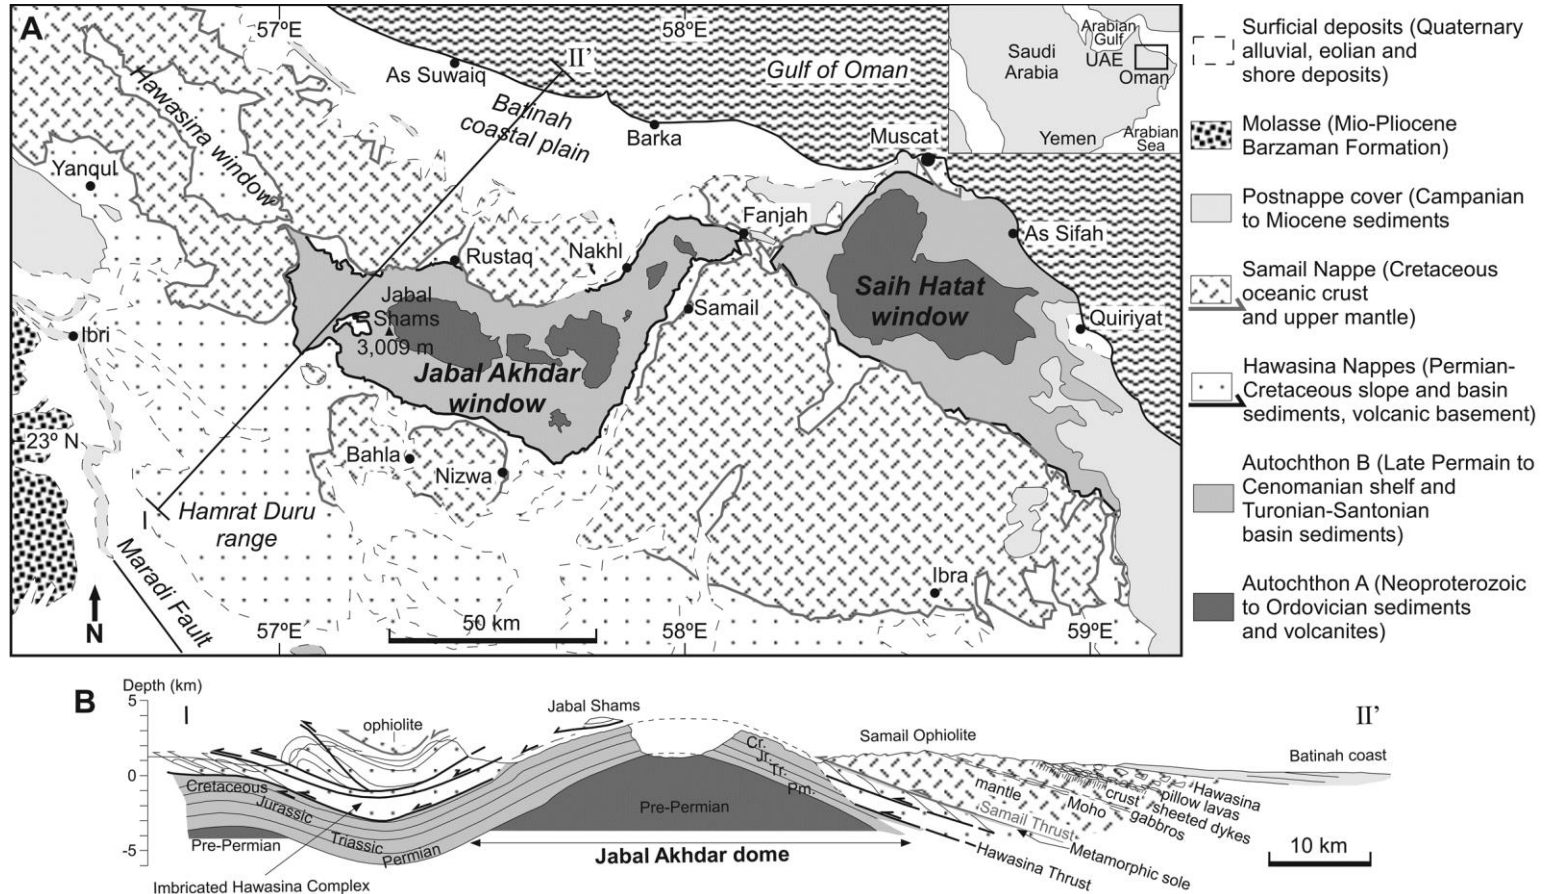 A
57ºE
58ºE
II'
As Suwaiq
Gulf of Oman
Batinah
coastal plain
Barka
Muscat
Hawasina window
Yanqul
Fanjah
As Sifah
Rustaq
Nakhl
Jabal
Shams
3,009 m
Samail
Saih Hatat
window
Quiriyat
Ibri
Jabal Akhdar
window
23º N
Bahla
Nizwa
I
Hamrat Duru
range
Maradi Fault
Ibra
N
57ºE
50 km
58ºE
59ºE
Saudi
Arabia
Arabian
Gulf
UAE
Oman
Yemen
Arabian
Sea
Surficial deposits (Quaternary
alluvial, eolian and
shore deposits)
Molasse (Mio-Pliocene
Barzaman Formation)
Postnappe cover (Campanian
to Miocene sediments
Samail Nappe (Cretaceous
oceanic crust
and upper mantle)
Hawasina Nappes (Permian-
Cretaceous slope and basin
sediments, volcanic basement)
Autochthon B (Late Permain to
Cenomanian shelf and
Turonian-Santonian
basin sediments)
Autochthon A (Neoproterozoic
to Ordovician sediments
and volcanites)
B
Depth (km)
5
0
-5
I
II'
ophiolite
Jabal Shams
Samail Ophiolite
Batinah coast
Cr.
Jr.
Tr.
Pm.
Cretaceous
Jurassic
Triassic
Permian
Pre-Permian
Pre-Permian
Imbricated Hawasina Complex
Jabal Akhdar dome
mantle
Moho
crust
gabbros
sheeted dykes
pillow lavas
Hawasina
Samail Thrust
Metamorphic sole
Hawasina Thrust
10 km